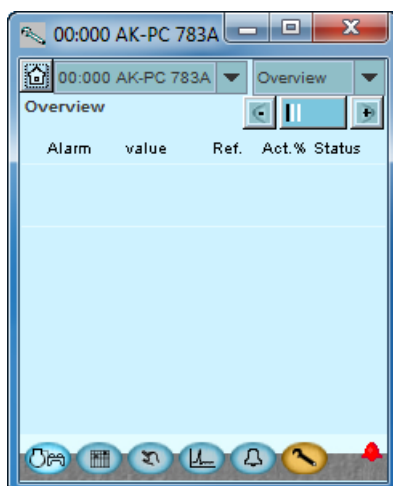 00:000 AK-PC 783A
00:000 AK-PC 783A Overview
Overview
Alarm value Ref. Act.% Status